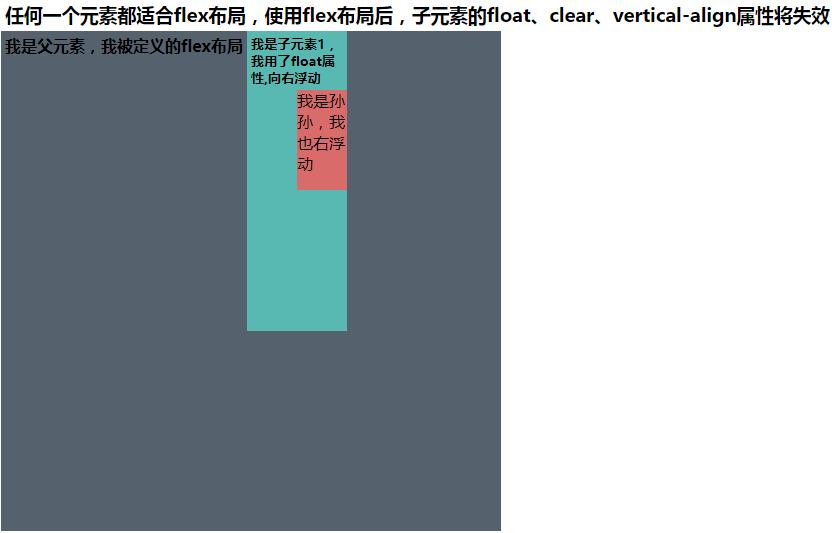 任何一个元素都适合flex布局，使用flex布局后，子元素的float、clear、vertical-align属性将失效
我是父元素，我被定义的flex布局
我是子元素1，
我用了float属
性,向右浮动
我是孙
孙，我
也右浮
动